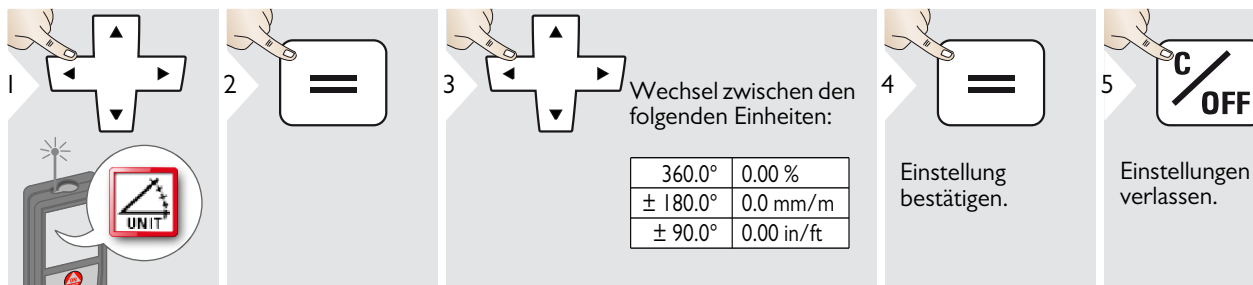 1
UNIT
2
3
Wechsel zwischen den
folgenden Einheiten:
360.0° 0.00 %
± 180.0° 0.0 mm/m
± 90.0° 0.00 in/ft
4
Einstellung
bestätigen.
5
C/OFF
Einstellungen
verlassen.